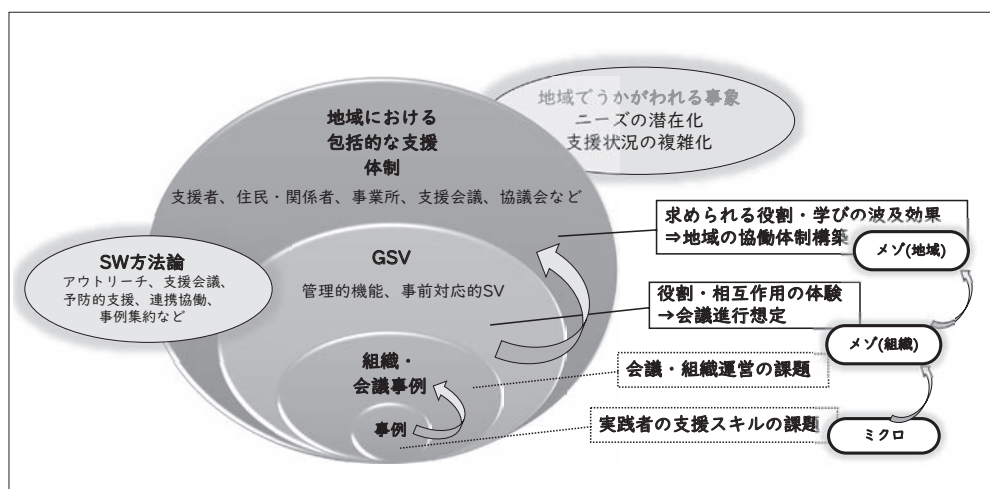 地域でうかがわれる事象
ニーズの潜在化
支援状況の複雑化
地域における
包括的な支援
体制
支援者、住民・関係者、事業所、支援会議、協議会など
求められる役割・学びの波及効果
⇒地域の協働体制構築
メゾ(地域)
SW方法論
アウトリーチ、支援会議、
予防的支援、連携協働、
事例集約など
GSV
管理的機能、事前対応的SV
役割・相互作用の体験
→会議進行想定
メゾ(組織)
組織・
会議事例
会議・組織運営の課題
事例
実践者の支援スキルの課題
ミクロ